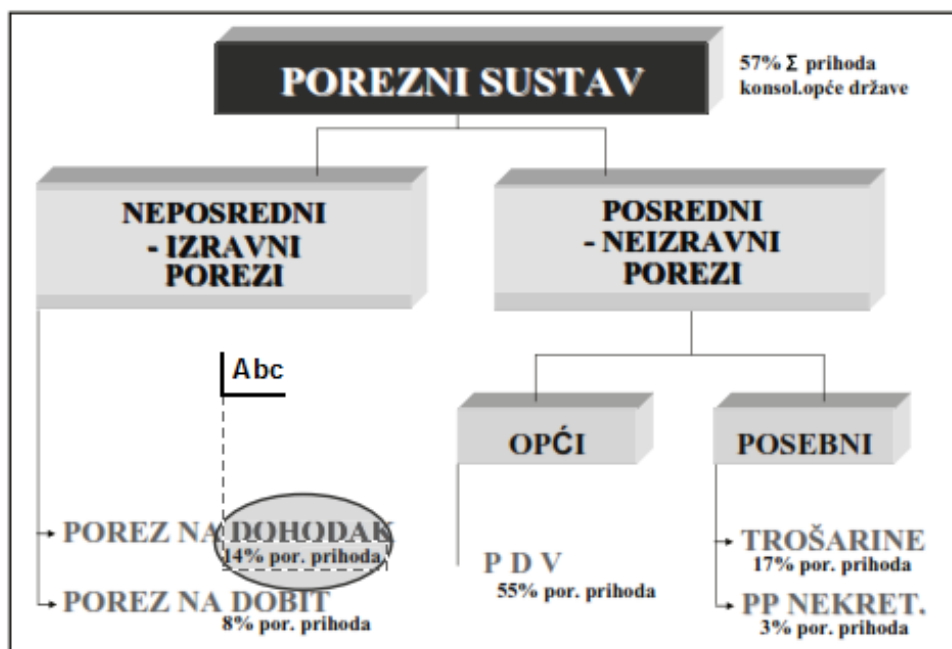 POREZNI SUSTAV
57% Σ prihoda
konsol.opće države
NEPOSREDNI
- IZRAVNI
POREZI
POSREDNI
- NEIZRAVNI
POREZI
Abc
OPĆI
POSEBNI
POREZ NA DOHODAK
14% por. prihoda
POREZ NA DOBIT
8% por. prihoda
P D V
55% por. prihoda
TROŠARINE
17% por. prihoda
PP NEKRET.
3% por. prihoda